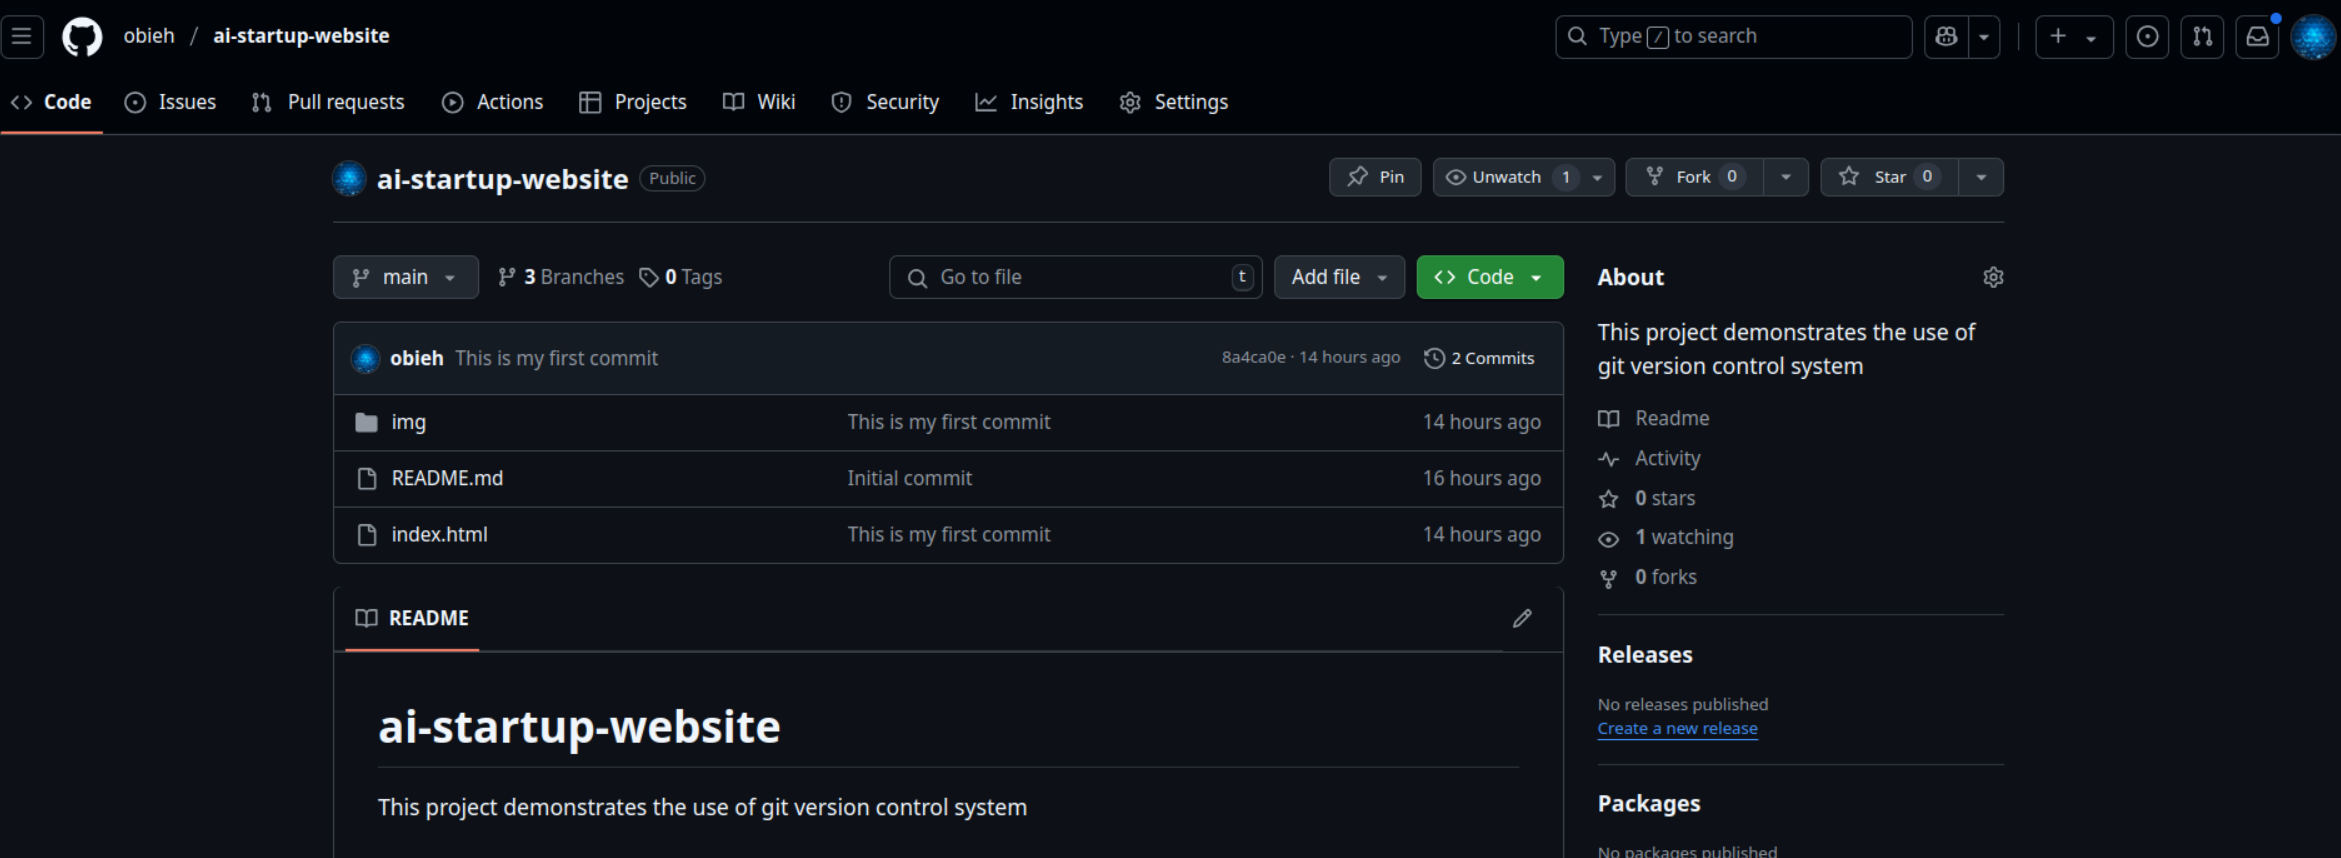 obieh / ai-startup-website
Type / to search
Code Issues Pull requests Actions Projects Wiki Security Insights Settings
ai-startup-website Public
Pin Unwatch 1 Fork 0 Star 0
main 3 Branches 0 Tags Go to file t Add file Code
obieh This is my first commit 8a4ca0e · 14 hours ago 2 Commits
img This is my first commit 14 hours ago
README.md Initial commit 16 hours ago
index.html This is my first commit 14 hours ago
README
ai-startup-website
This project demonstrates the use of git version control system
About
This project demonstrates the use of
git version control system
Readme
Activity
0 stars
1 watching
0 forks
Releases
No releases published
Create a new release
Packages
No packages published